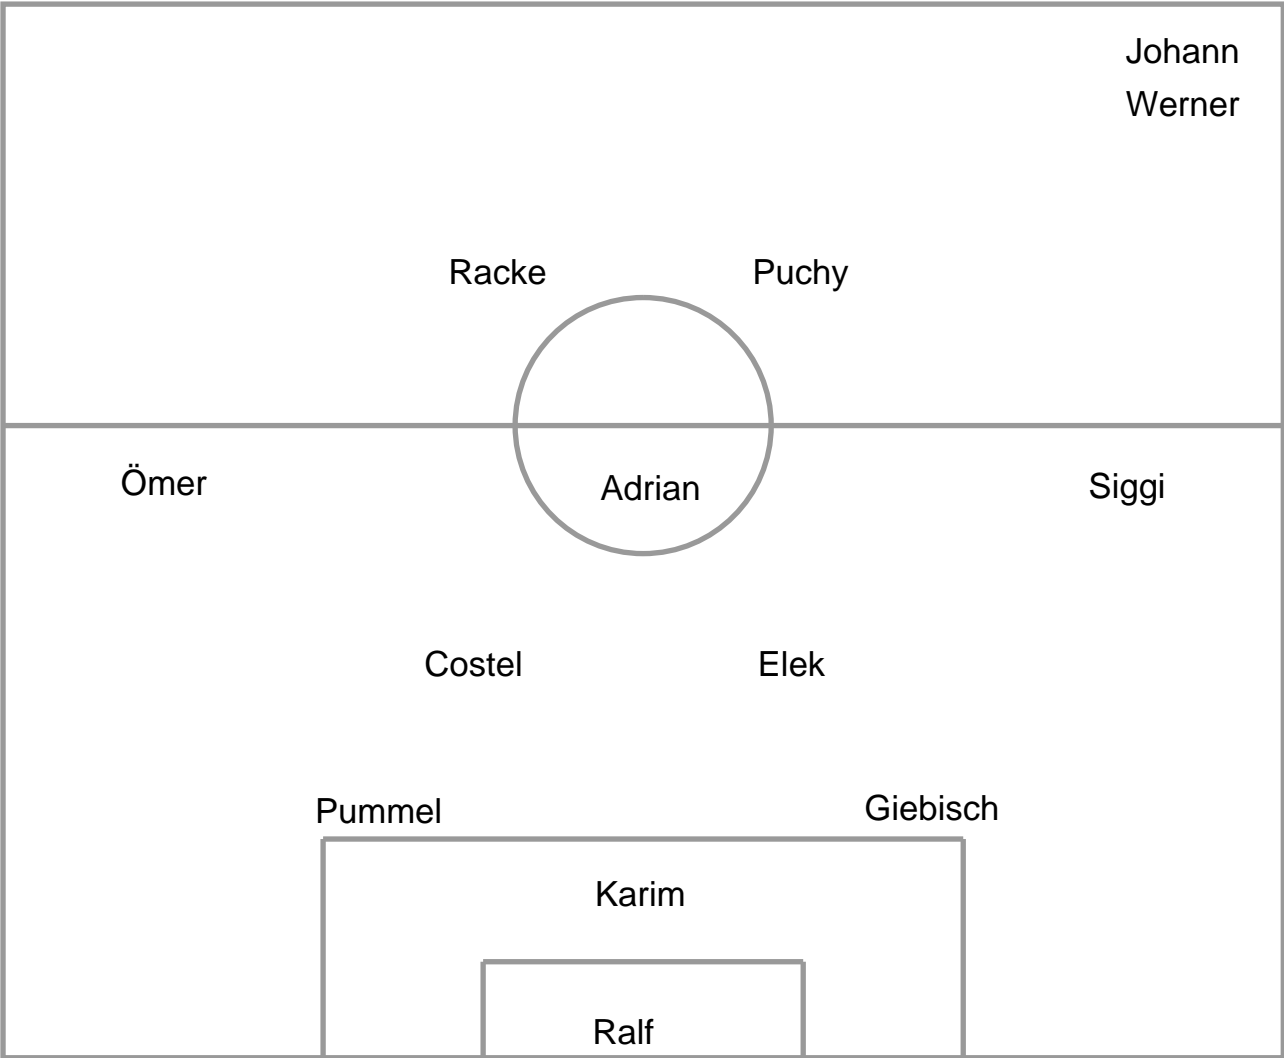 Johann
Werner
Racke
Puchy
Ömer
Adrian
Siggi
Costel
Elek
Pummel
Giebisch
Karim
Ralf